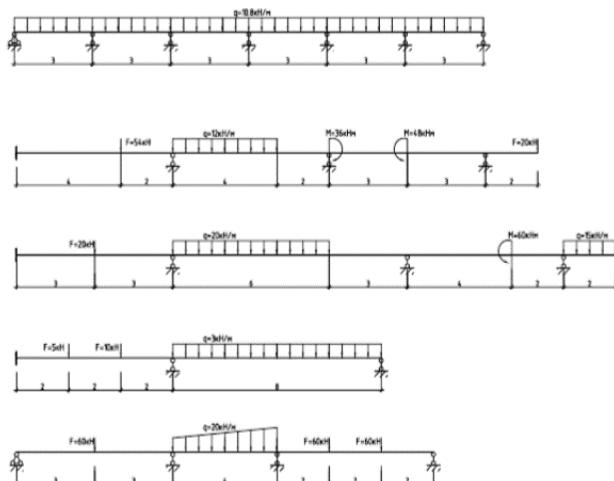 q=10.8кН/м
3 3 3 3 3 3
F=54кН q=12кН/м M=36кНм M=48кНм F=20кН
4 2 4 2 3 3 2
F=20кН q=20кН/м M=60кНм q=15кН/м
3 3 6 3 4 2 2
F=5кН F=10кН q=3кН/м
2 2 2 8
F=60кН q=20кН/м F=60кН F=60кН